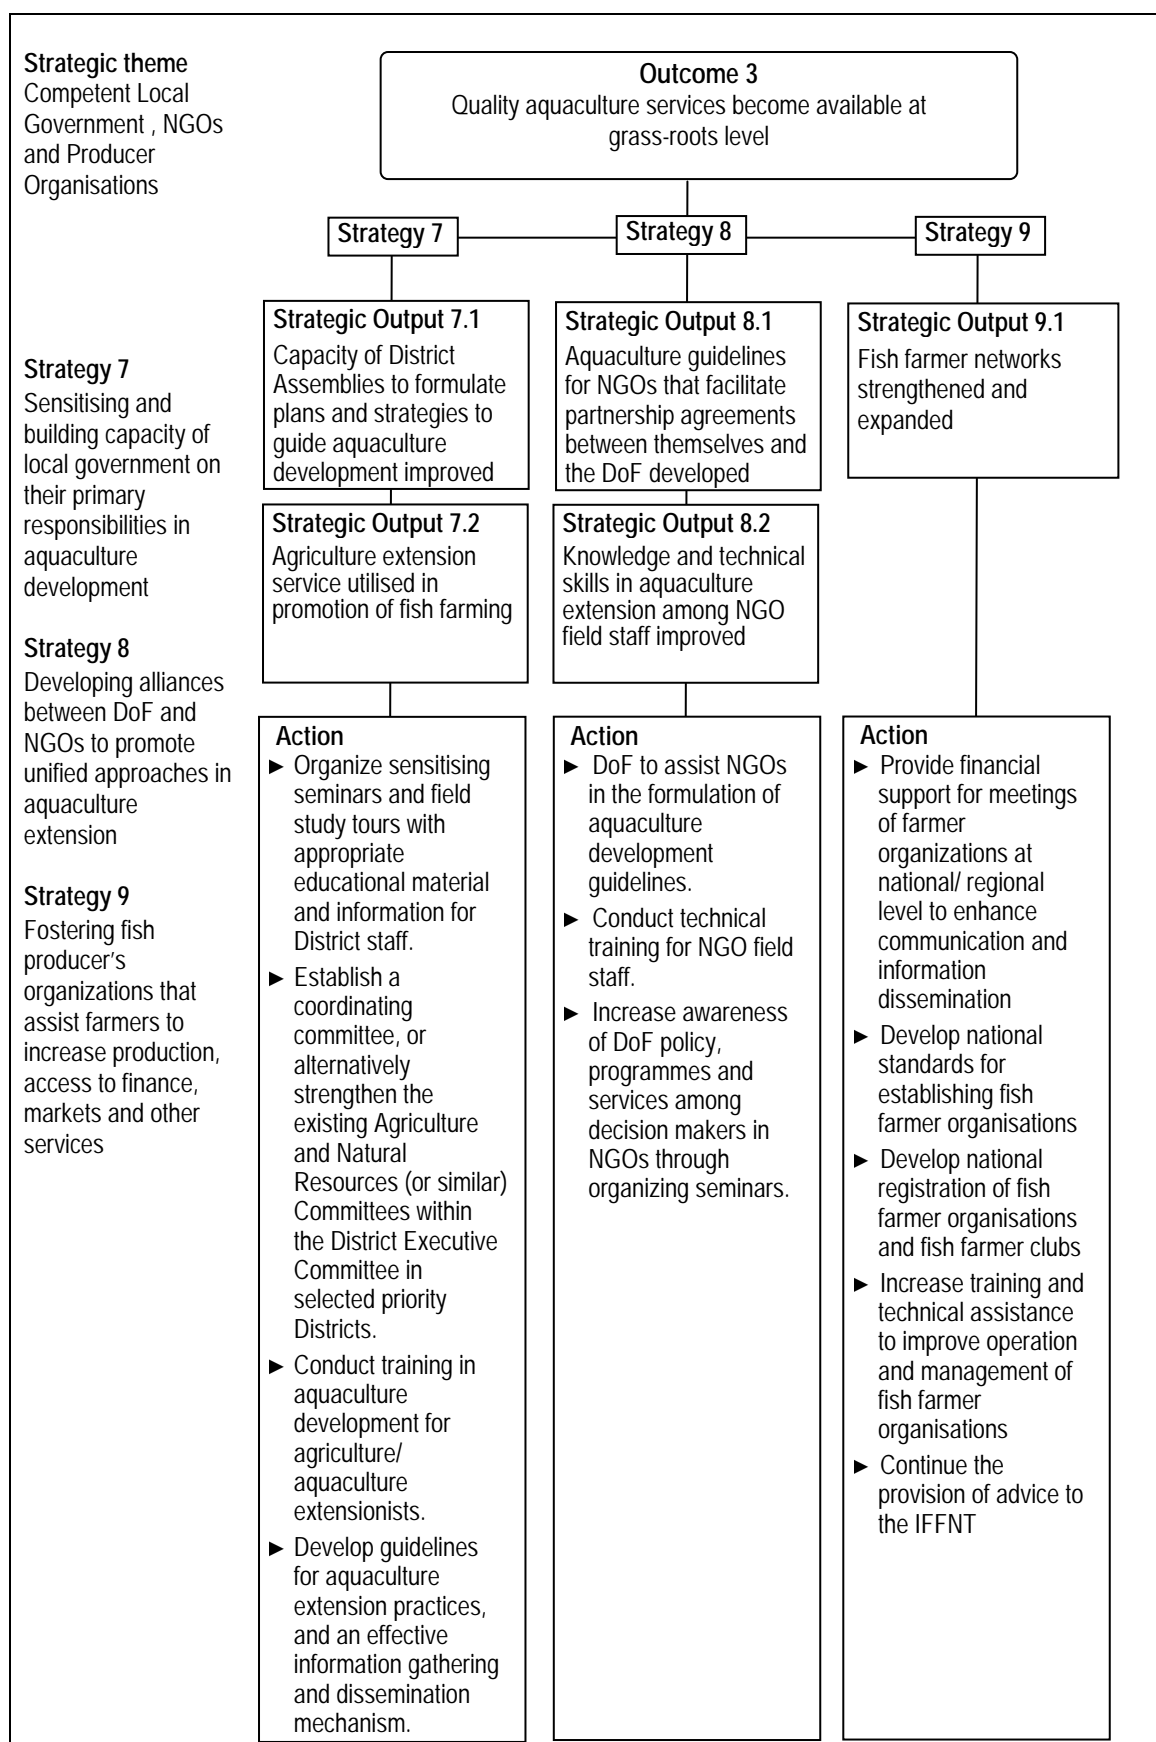 Strategic theme
Competent Local
Government , NGOs
and Producer
Organisations
Outcome 3
Quality aquaculture services become available at
grass-roots level
Strategy 7
Strategy 8
Strategy 9
Strategy 7
Sensitising and
building capacity of
local government on
their primary
responsibilities in
aquaculture
development
Strategy 8
Developing alliances
between DoF and
NGOs to promote
unified approaches in
aquaculture
extension
Strategy 9
Fostering fish
producer's
organizations that
assist farmers to
increase production,
access to finance,
markets and other
services
Strategic Output 7.1
Capacity of District
Assemblies to formulate
plans and strategies to
guide aquaculture
development improved
Strategic Output 7.2
Agriculture extension
service utilised in
promotion of fish farming
Action
► Organize sensitising
seminars and field
study tours with
appropriate
educational material
and information for
District staff.
► Establish a
coordinating
committee, or
alternatively
strengthen the
existing Agriculture
and Natural
Resources (or similar)
Committees within
the District Executive
Committee in
selected priority
Districts.
► Conduct training in
aquaculture
development for
agriculture/
aquaculture
extensionists.
► Develop guidelines
for aquaculture
extension practices,
and an effective
information gathering
and dissemination
mechanism.
Strategic Output 8.1
Aquaculture guidelines
for NGOs that facilitate
partnership agreements
between themselves and
the DoF developed
Strategic Output 8.2
Knowledge and technical
skills in aquaculture
extension among NGO
field staff improved
Action
► DoF to assist NGOs
in the formulation of
aquaculture
development
guidelines.
► Conduct technical
training for NGO field
staff.
► Increase awareness
of DoF policy,
programmes and
services among
decision makers in
NGOs through
organizing seminars.
Strategic Output 9.1
Fish farmer networks
strengthened and
expanded
Action
► Provide financial
support for meetings
of farmer
organizations at
national/ regional
level to enhance
communication and
information
dissemination
► Develop national
standards for
establishing fish
farmer organisations
► Develop national
registration of fish
farmer organisations
and fish farmer clubs
► Increase training and
technical assistance
to improve operation
and management of
fish farmer
organisations
► Continue the
provision of advice to
the IFFNT